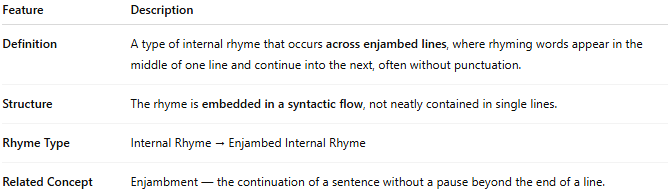 Feature Description
Definition A type of internal rhyme that occurs across enjambed lines, where rhyming words appear in the
middle of one line and continue into the next, often without punctuation.
Structure The rhyme is embedded in a syntactic flow, not neatly contained in single lines.
Rhyme Type Internal Rhyme → Enjambed Internal Rhyme
Related Concept Enjambment — the continuation of a sentence without a pause beyond the end of a line.